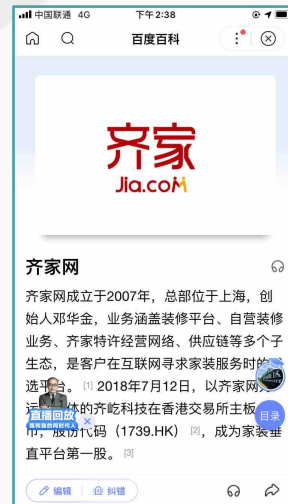 中国联通 4G 下午2:38
百度百科
齐家
Jia.com
齐家网
齐家网成立于2007年，总部位于上海，创
始人邓华金，业务涵盖装修平台、自营装修
业务、齐家特许经营网络、供应链等多个子
生态，是客户在互联网寻求家装服务时的
选平台。 [1] 2018年7月12日，以齐家网
体的齐屹科技在香港交易所主板
市，股份代码（1739.HK） [2]，成为家装垂
直平台第一股。 [3]
直播回放
目录
编辑 纠错